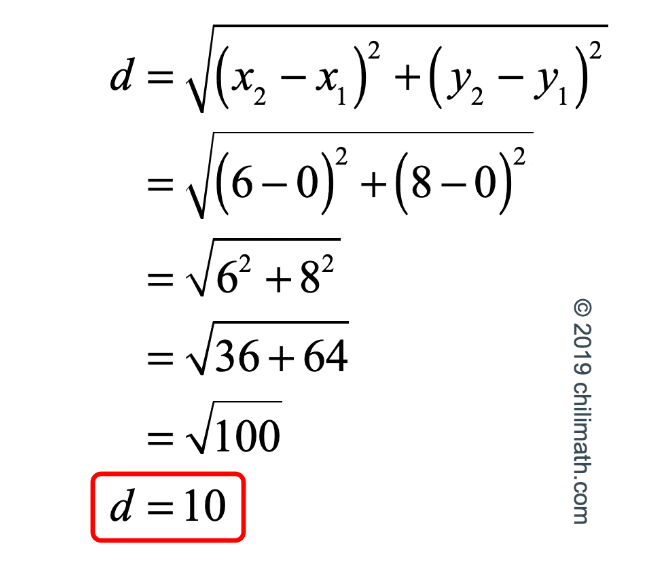 d = √((x₂ − x₁)² + (y₂ − y₁)²)
= √((6 − 0)² + (8 − 0)²)
= √(6² + 8²)
= √(36 + 64)
= √100
d = 10
© 2019 chilimath.com